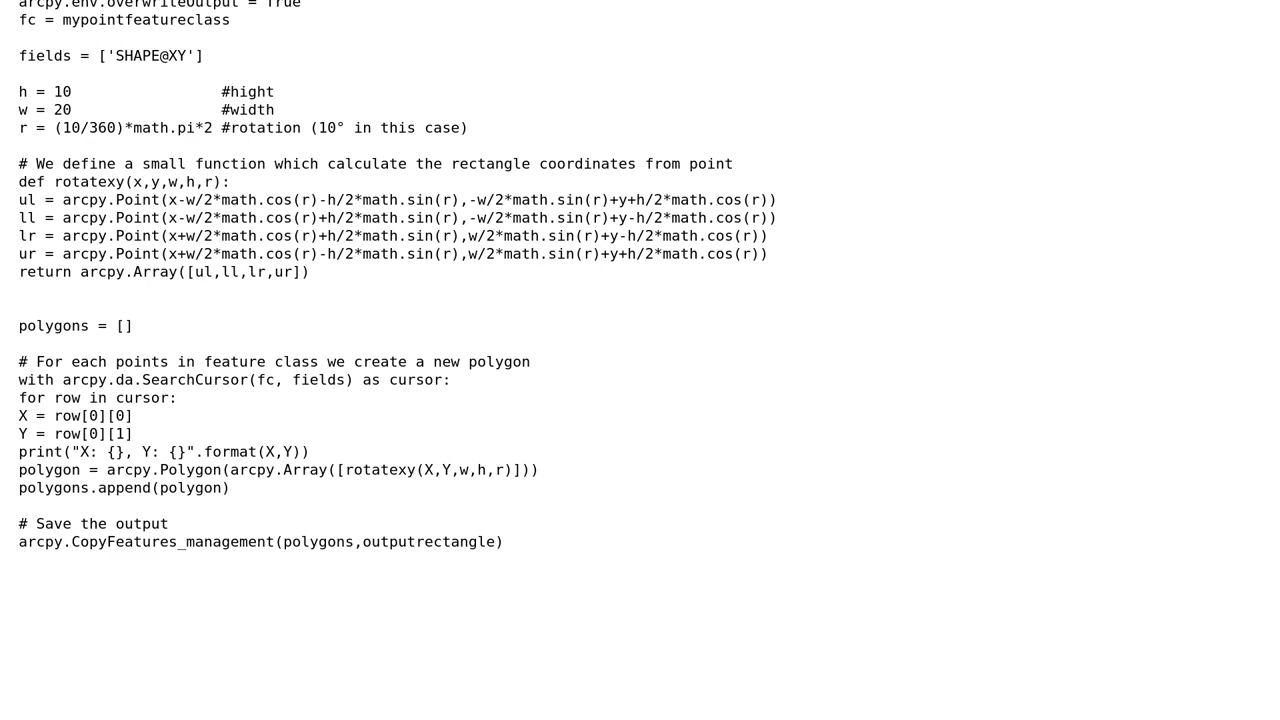 arcpy.env.overwriteOutput = True
fc = mypointfeatureclass
fields = ['SHAPE@XY']
h = 10                 #hight
w = 20                 #width
r = (10/360)*math.pi*2 #rotation (10° in this case)
# We define a small function which calculate the rectangle coordinates from point
def rotatexy(x,y,w,h,r):
ul = arcpy.Point(x-w/2*math.cos(r)-h/2*math.sin(r),-w/2*math.sin(r)+y+h/2*math.cos(r))
ll = arcpy.Point(x-w/2*math.cos(r)+h/2*math.sin(r),-w/2*math.sin(r)+y-h/2*math.cos(r))
lr = arcpy.Point(x+w/2*math.cos(r)+h/2*math.sin(r),w/2*math.sin(r)+y-h/2*math.cos(r))
ur = arcpy.Point(x+w/2*math.cos(r)-h/2*math.sin(r),w/2*math.sin(r)+y+h/2*math.cos(r))
return arcpy.Array([ul,ll,lr,ur])
polygons = []
# For each points in feature class we create a new polygon
with arcpy.da.SearchCursor(fc, fields) as cursor:
for row in cursor:
X = row[0][0]
Y = row[0][1]
print("X: {}, Y: {}".format(X,Y))
polygon = arcpy.Polygon(arcpy.Array([rotatexy(X,Y,w,h,r)]))
polygons.append(polygon)
# Save the output
arcpy.CopyFeatures_management(polygons,outputrectangle)